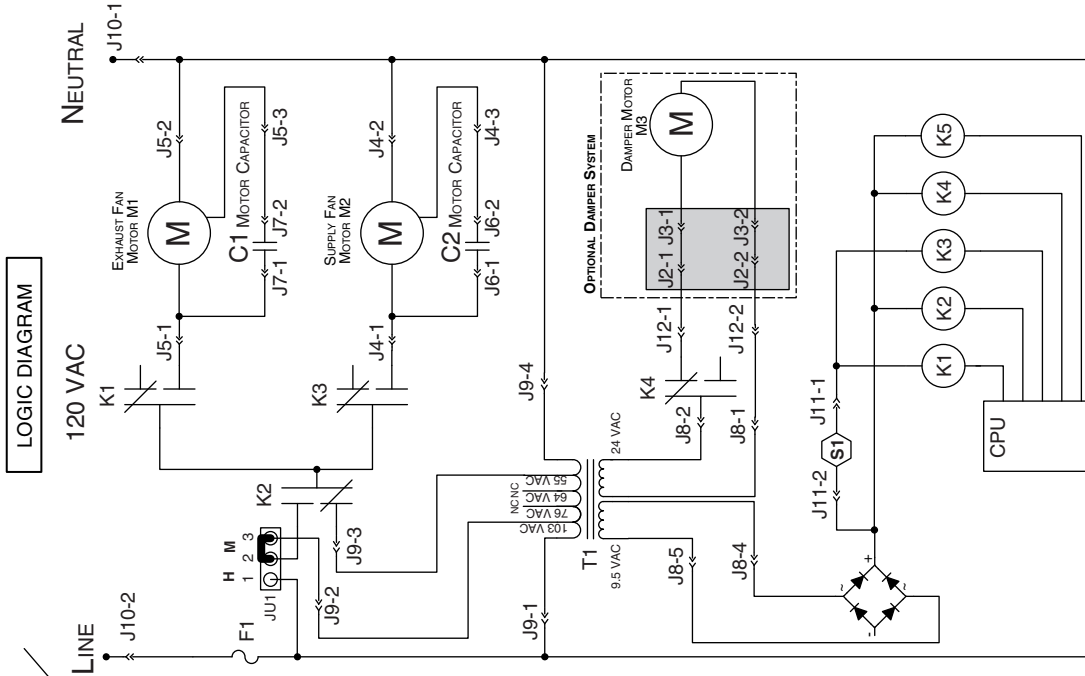 LOGIC DIAGRAM
120 VAC
LINE
NEUTRAL
J10-2
J10-1
F1
H
M
1
2
3
JU1
K2
J9-2
J9-3
K1
J5-1
EXHAUST FAN
MOTOR M1
M
J5-2
C1 MOTOR CAPACITOR
J7-1
J7-2
J5-3
K3
J4-1
SUPPLY FAN
MOTOR M2
M
J4-2
C2 MOTOR CAPACITOR
J6-1
J6-2
J4-3
J9-1
J9-4
103 VAC
76 VAC
64 VAC
55 VAC
NC
NC
T1
9.5 VAC
24 VAC
J8-5
J8-4
J8-2
J8-1
K4
J12-1
J12-2
OPTIONAL DAMPER SYSTEM
J2-1
J3-1
J2-2
J3-2
DAMPER MOTOR
M3
M
~
+
-
~
J11-2
S1
J11-1
K1
K2
K3
K4
K5
CPU